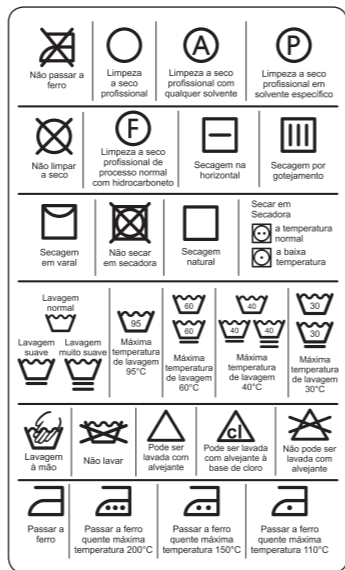 Não passar a
ferro
Limpeza
a seco
profissional
A
Limpeza a seco
profissional com
qualquer solvente
P
Limpeza a seco
profissional em
solvente específico
Não limpar
a seco
F
Limpeza a seco
profissional de
processo normal
com hidrocarboneto
Secagem na
horizontal
Secagem por
gotejamento
Secagem
em varal
Não secar
em secadora
Secagem
natural
Secar em
Secadora
a temperatura
normal
a baixa
temperatura
Lavagem
normal
Lavagem
suave
Lavagem
muito suave
95
Máxima
temperatura
de lavagem
95°C
60
60
Máxima
temperatura
de lavagem
60°C
40
40
40
Máxima
temperatura
de lavagem
40°C
30
30
Máxima
temperatura
de lavagem
30°C
Lavagem
à mão
Não lavar
Pode ser
lavada com
alvejante
cl
Pode ser lavada
com alvejante à
base de cloro
Não pode ser
lavada com
alvejante
Passar a
ferro
Passar a ferro
quente máxima
temperatura 200°C
Passar a ferro
quente máxima
temperatura 150°C
Passar a ferro
quente máxima
temperatura 110°C